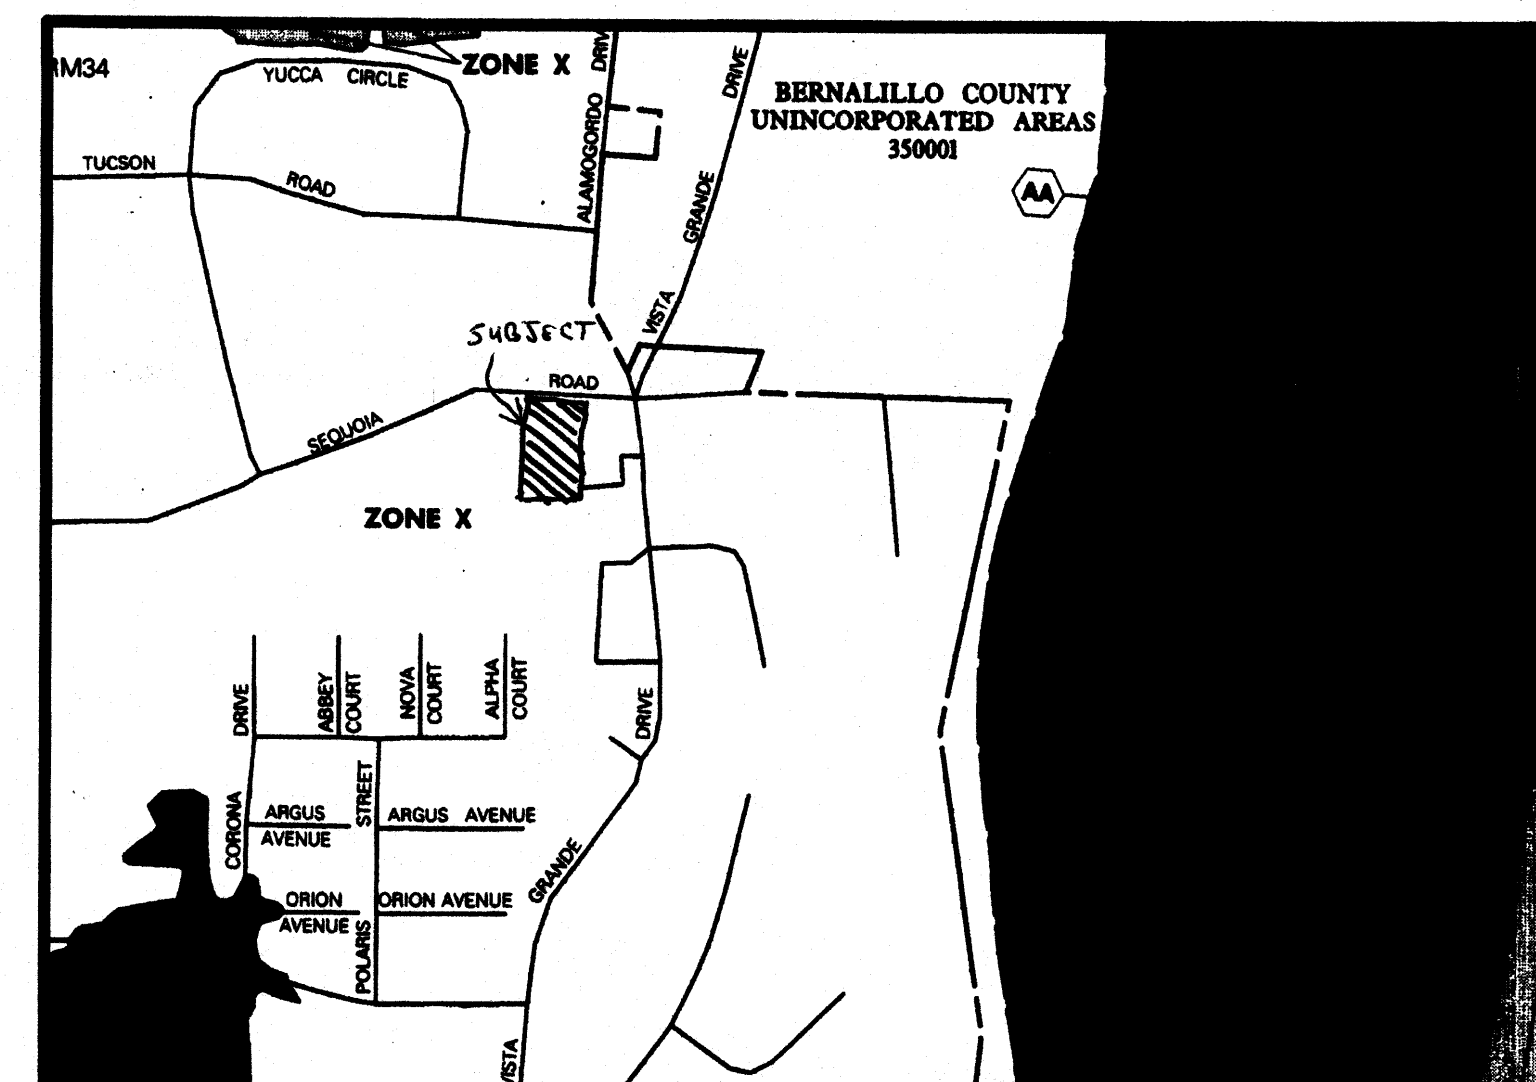 RM34
ZONE X
YUCCA CIRCLE
DRIVE
BERNALILLO COUNTY
UNINCORPORATED AREAS
350001
ALAMOGORDO
DRIV
TUCSON
ROAD
AA
GRANDE
VISTA
SUBJECT
ROAD
SEQUOIA
ZONE X
DRIVE
ABBEY
COURT
NOVA
COURT
ALPHA
COURT
DRIVE
CORONA
STREET
ARGUS
AVENUE
ARGUS AVENUE
GRANDE
ORION
AVENUE
ORION AVENUE
POLARIS
VISTA